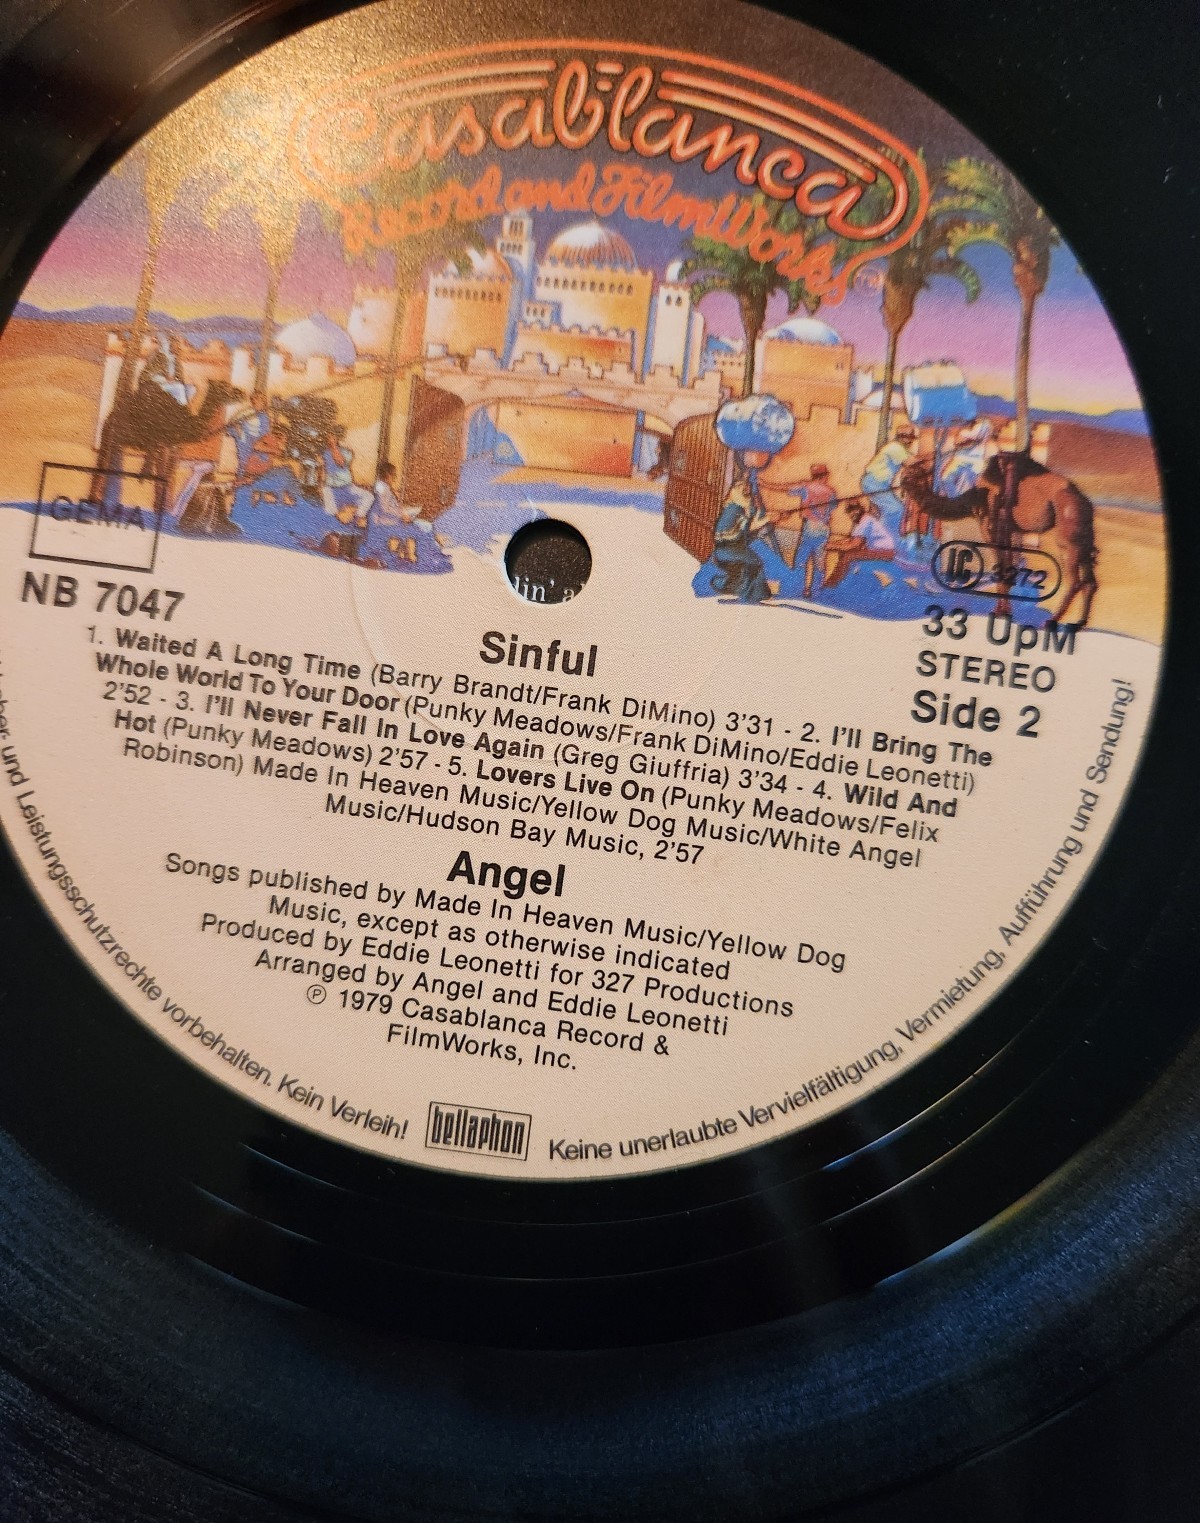 Casablanca
Record and FilmWorks
GEMA
LC 3272
NB 7047
33 UpM
STEREO
Side 2
lin' a
Sinful
1. Waited A Long Time (Barry Brandt/Frank DiMino) 3'31 - 2. I'll Bring The
Whole World To Your Door (Punky Meadows/Frank DiMino/Eddie Leonetti)
2'52 - 3. I'll Never Fall In Love Again (Greg Giuffria) 3'34 - 4. Wild And
Hot (Punky Meadows) 2'57 - 5. Lovers Live On (Punky Meadows/Felix
Robinson) Made In Heaven Music/Yellow Dog Music/White Angel
Music/Hudson Bay Music, 2'57
Angel
Songs published by Made In Heaven Music/Yellow Dog
Music, except as otherwise indicated
Produced by Eddie Leonetti for 327 Productions
Arranged by Angel and Eddie Leonetti
℗ 1979 Casablanca Record &
FilmWorks, Inc.
und Leistungsschutzrechte vorbehalten. Kein Verleih!
bellaphon
Keine unerlaubte Vervielfältigung, Vermietung, Aufführung und Sendung!